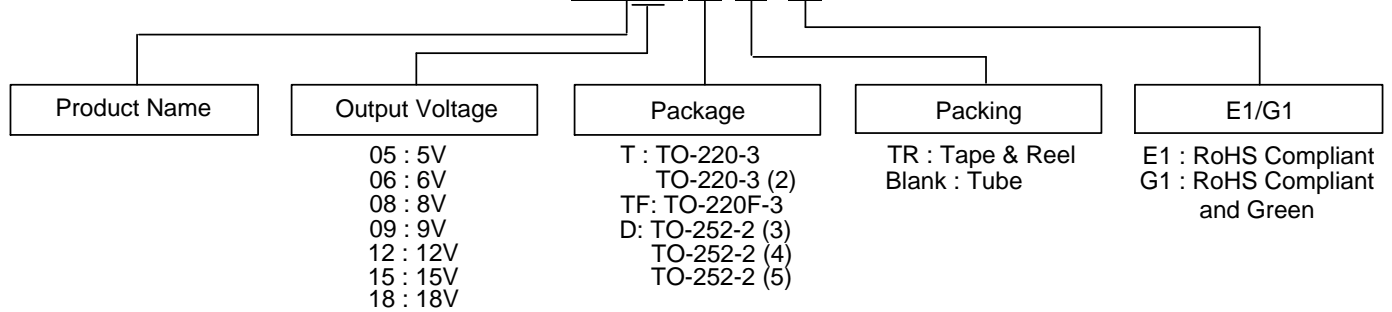 Product Name
Output Voltage
05 : 5V
06 : 6V
08 : 8V
09 : 9V
12 : 12V
15 : 15V
18 : 18V
Package
T : TO-220-3
TO-220-3 (2)
TF: TO-220F-3
D: TO-252-2 (3)
TO-252-2 (4)
TO-252-2 (5)
Packing
TR : Tape & Reel
Blank : Tube
E1/G1
E1 : RoHS Compliant
G1 : RoHS Compliant
and Green